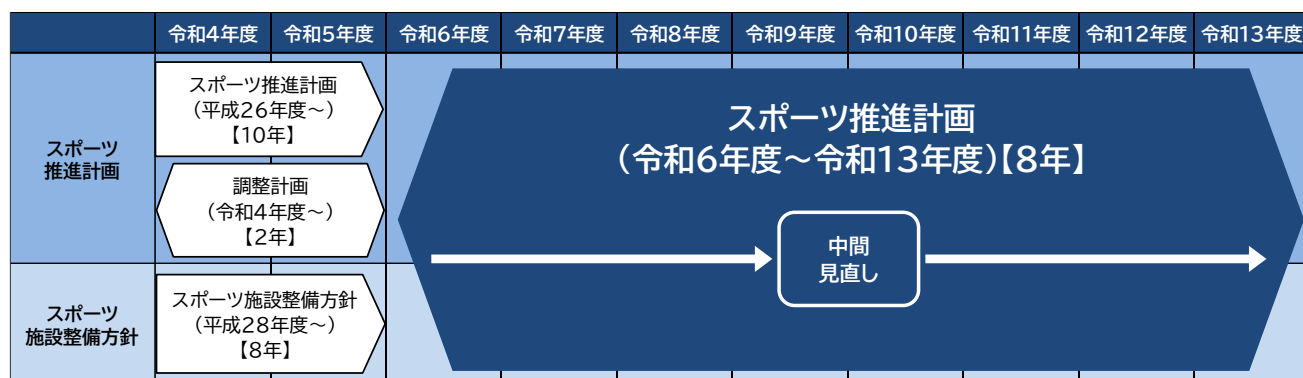 令和4年度 令和5年度 令和6年度 令和7年度 令和8年度 令和9年度 令和10年度 令和11年度 令和12年度 令和13年度
スポーツ
推進計画
スポーツ推進計画
（平成26年度～）
【10年】
調整計画
（令和4年度～）
【2年】
スポーツ推進計画
（令和6年度～令和13年度）【8年】
中間
見直し
スポーツ
施設整備方針
スポーツ施設整備方針
（平成28年度～）
【8年】